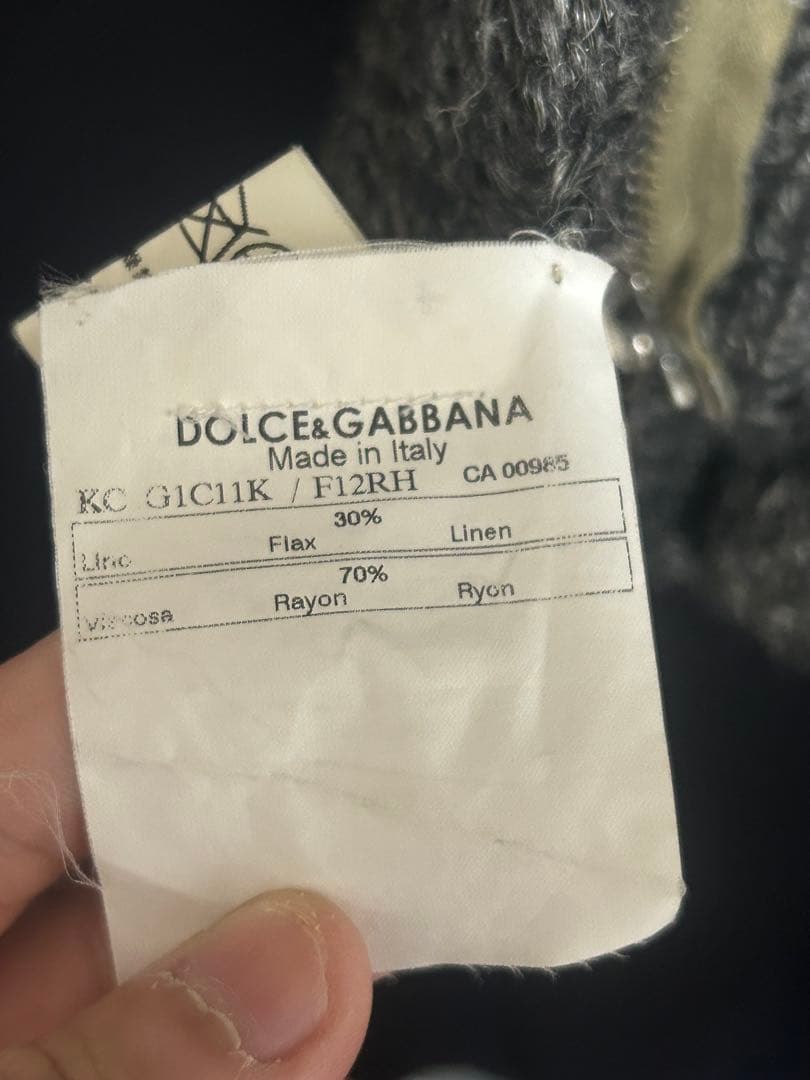 DOLCE&GABBANA
Made in Italy
KC G1C11K / F12RH CA 00985
30%
Lino Flax Linen
70%
viscosa Rayon Ryon